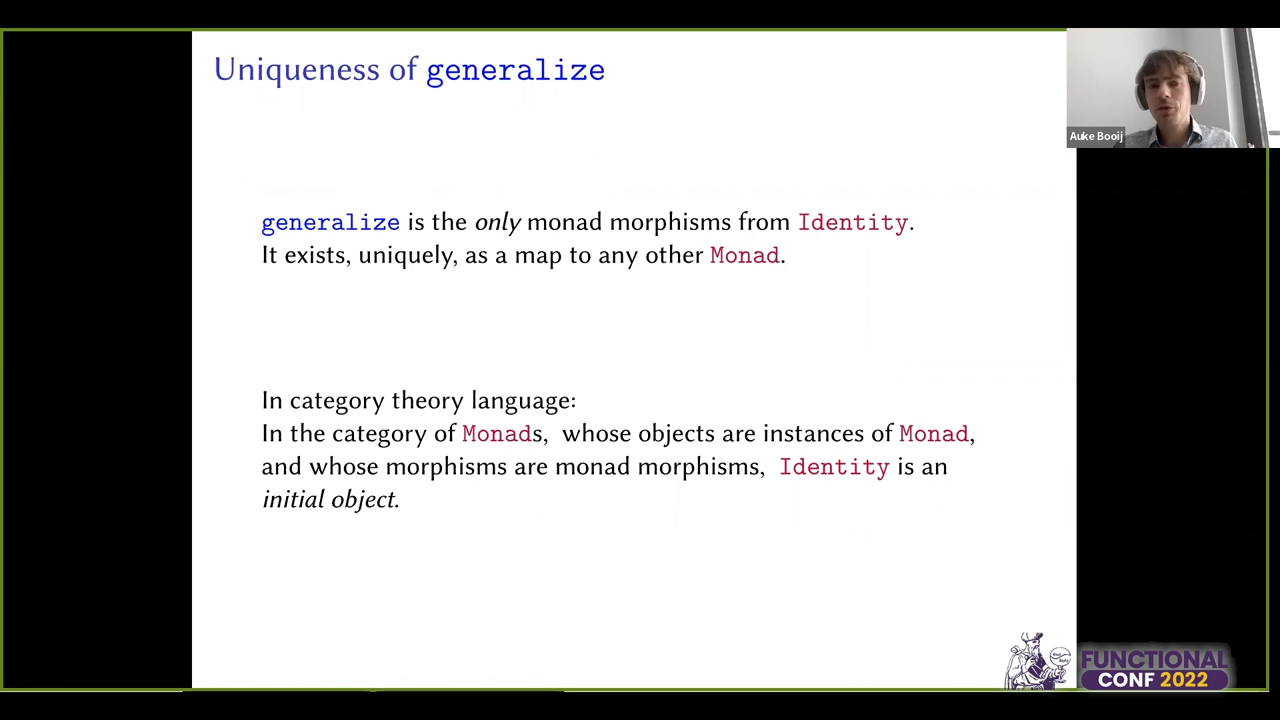 Uniqueness of generalize
Auke Booij
generalize is the only monad morphisms from Identity.
It exists, uniquely, as a map to any other Monad.
In category theory language:
In the category of Monads, whose objects are instances of Monad,
and whose morphisms are monad morphisms, Identity is an
initial object.
FUNCTIONAL
CONF 2022